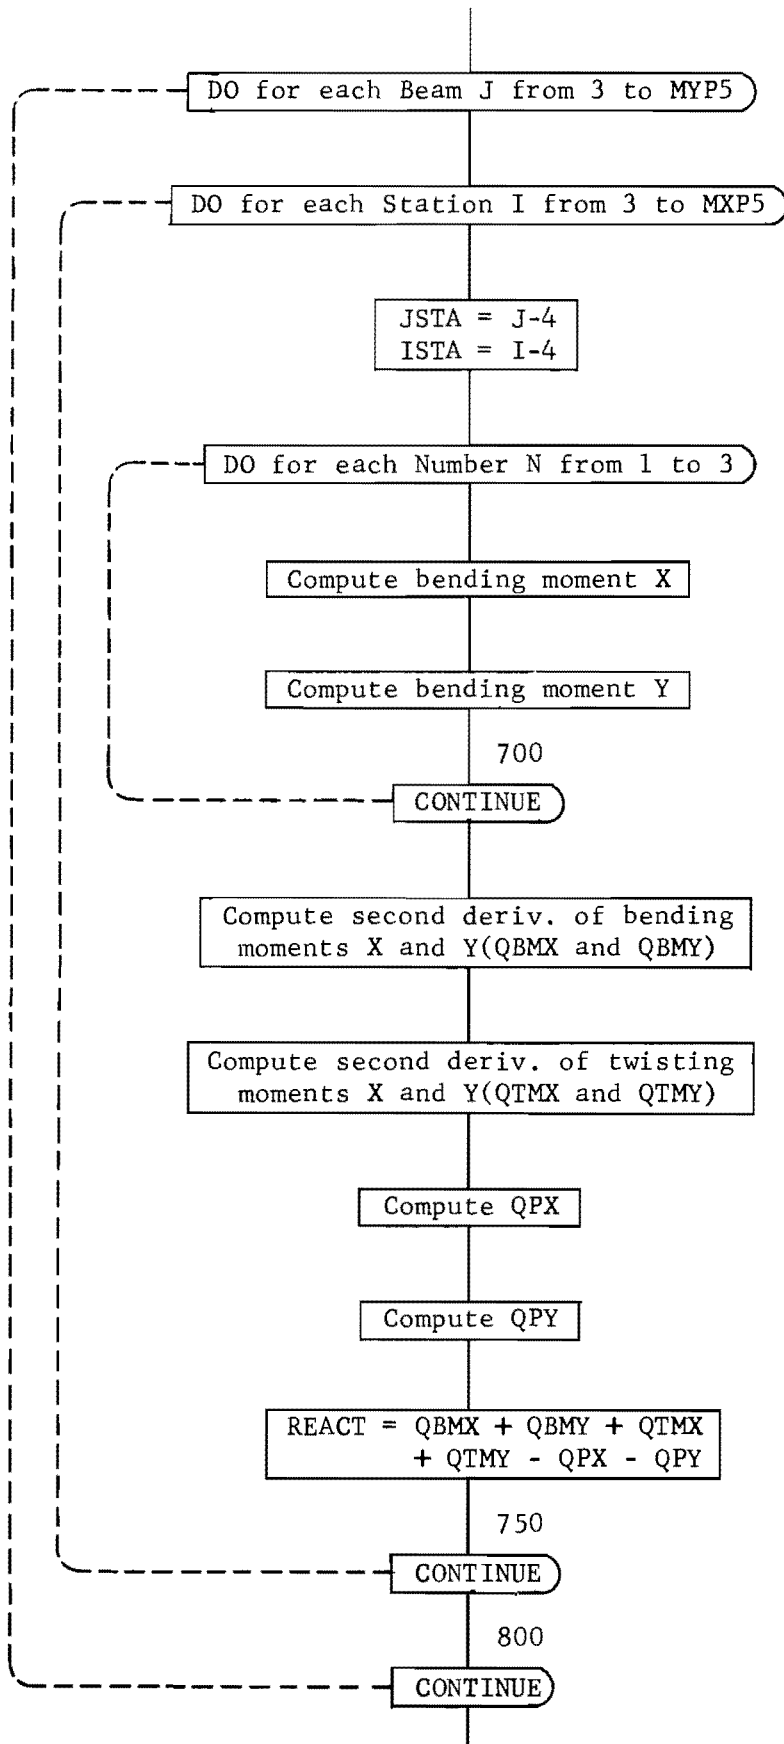 DO for each Beam J from 3 to MYP5
DO for each Station I from 3 to MXP5
JSTA = J-4
ISTA = I-4
DO for each Number N from 1 to 3
Compute bending moment X
Compute bending moment Y
700
CONTINUE
Compute second deriv. of bending
moments X and Y(QBMX and QBMY)
Compute second deriv. of twisting
moments X and Y(QTMX and QTMY)
Compute QPX
Compute QPY
REACT = QBMX + QBMY + QTMX
+ QTMY - QPX - QPY
750
CONTINUE
800
CONTINUE